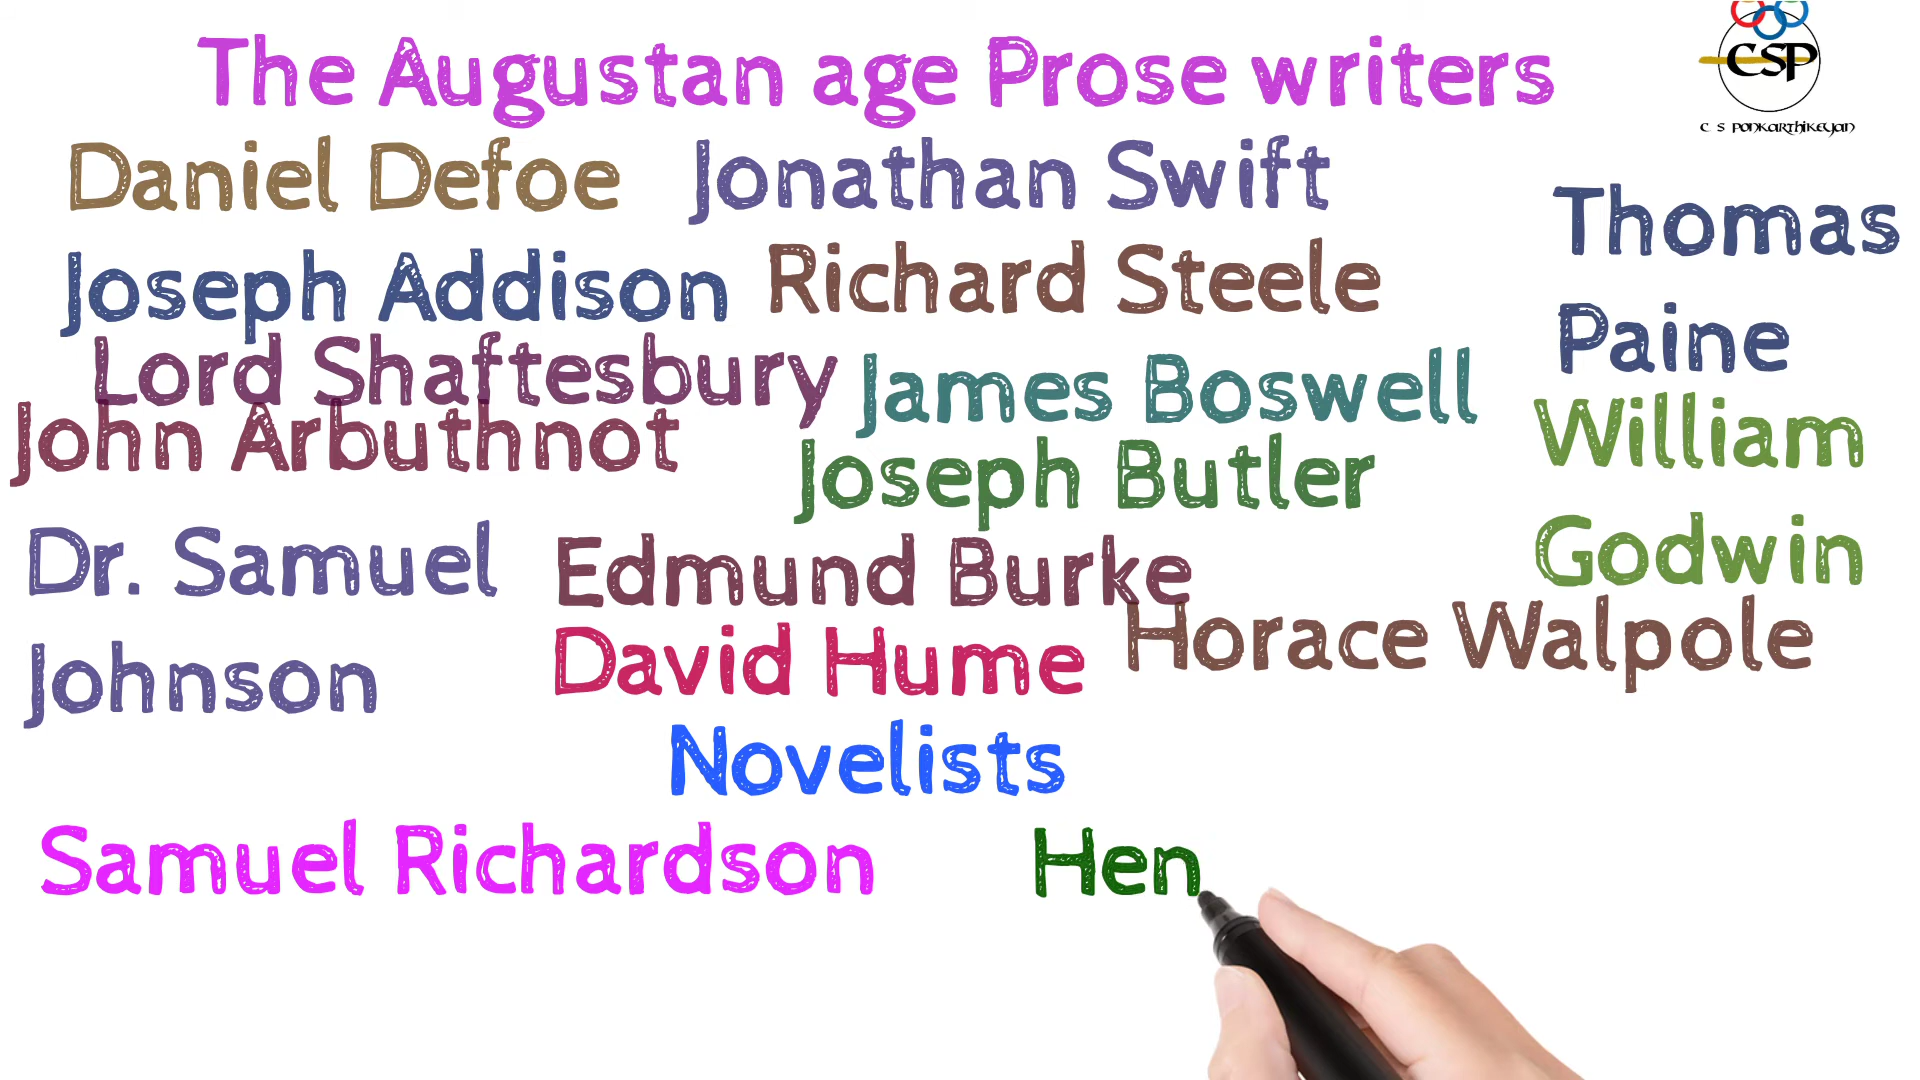 The Augustan age Prose writers
CSP
C S PONKARTHIKEYAN
Daniel Defoe
Jonathan Swift
Joseph Addison
Richard Steele
Lord Shaftesbury
James Boswell
John Arbuthnot
Joseph Butler
Thomas
Paine
William
Godwin
Dr. Samuel
Johnson
Edmund Burke
David Hume
Horace Walpole
Novelists
Samuel Richardson
Hen